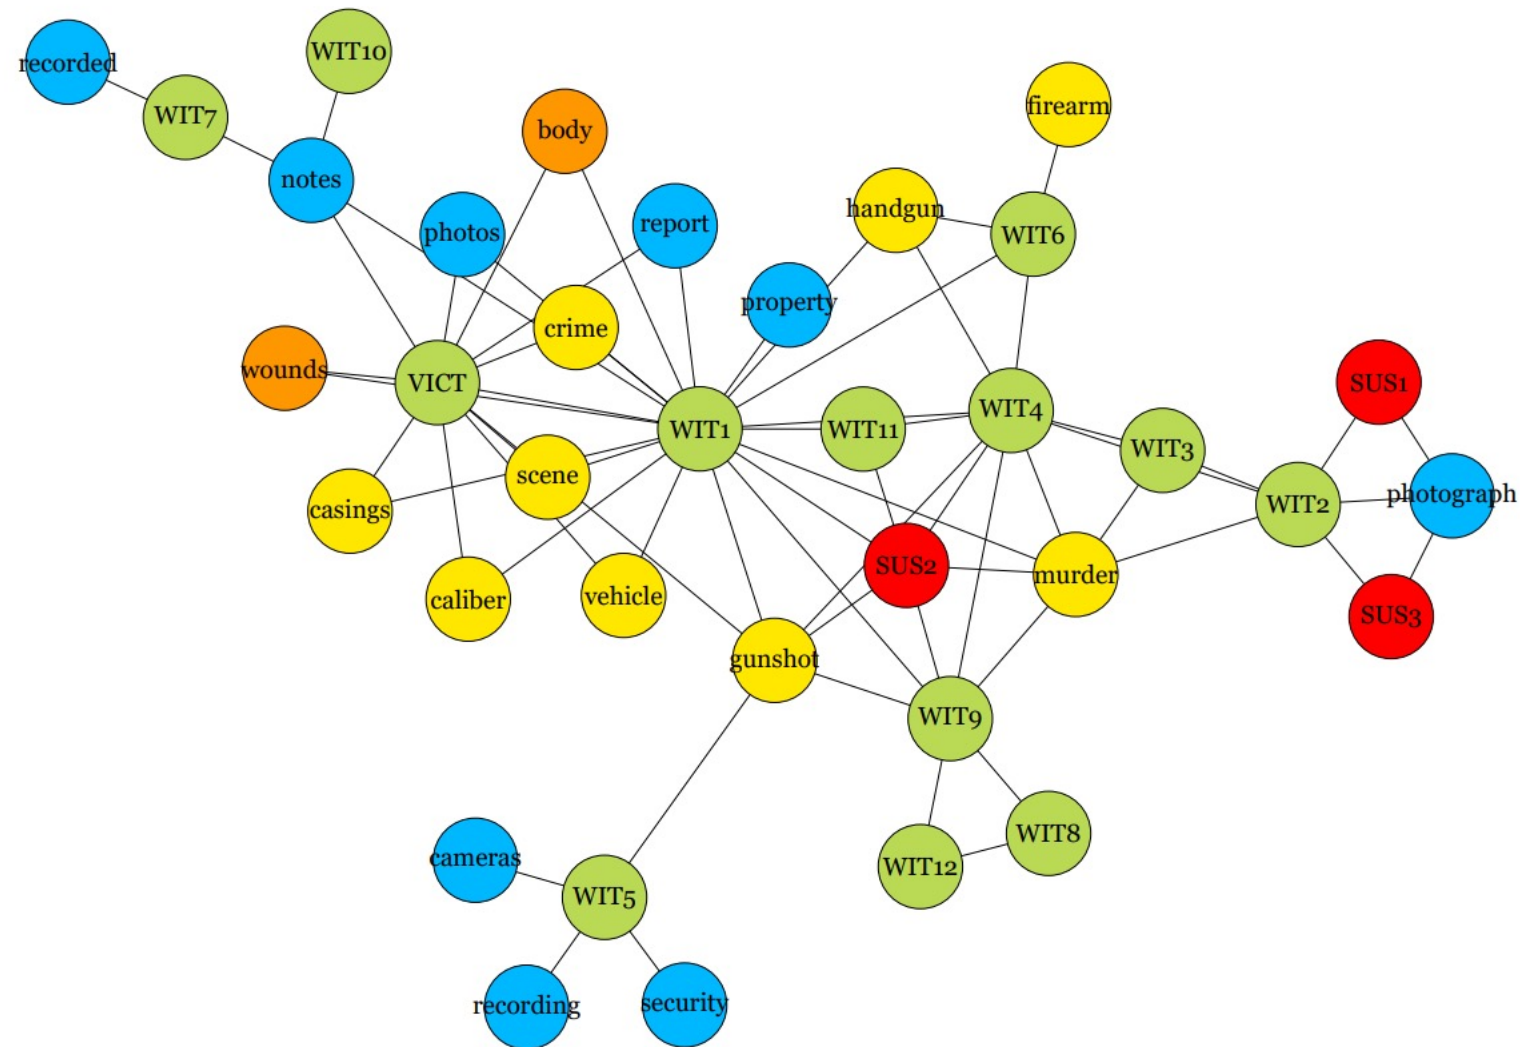 WIT10
recorded
firearm
WIT7
body
notes
handgun
report
photos
WIT6
property
crime
wounds
VICT
SUS1
WIT4
WIT1
WIT11
WIT3
scene
photograph
WIT2
casings
SUS2
murder
caliber
vehicle
SUS3
gunshot
WIT9
WIT8
cameras
WIT12
WIT5
recording
security